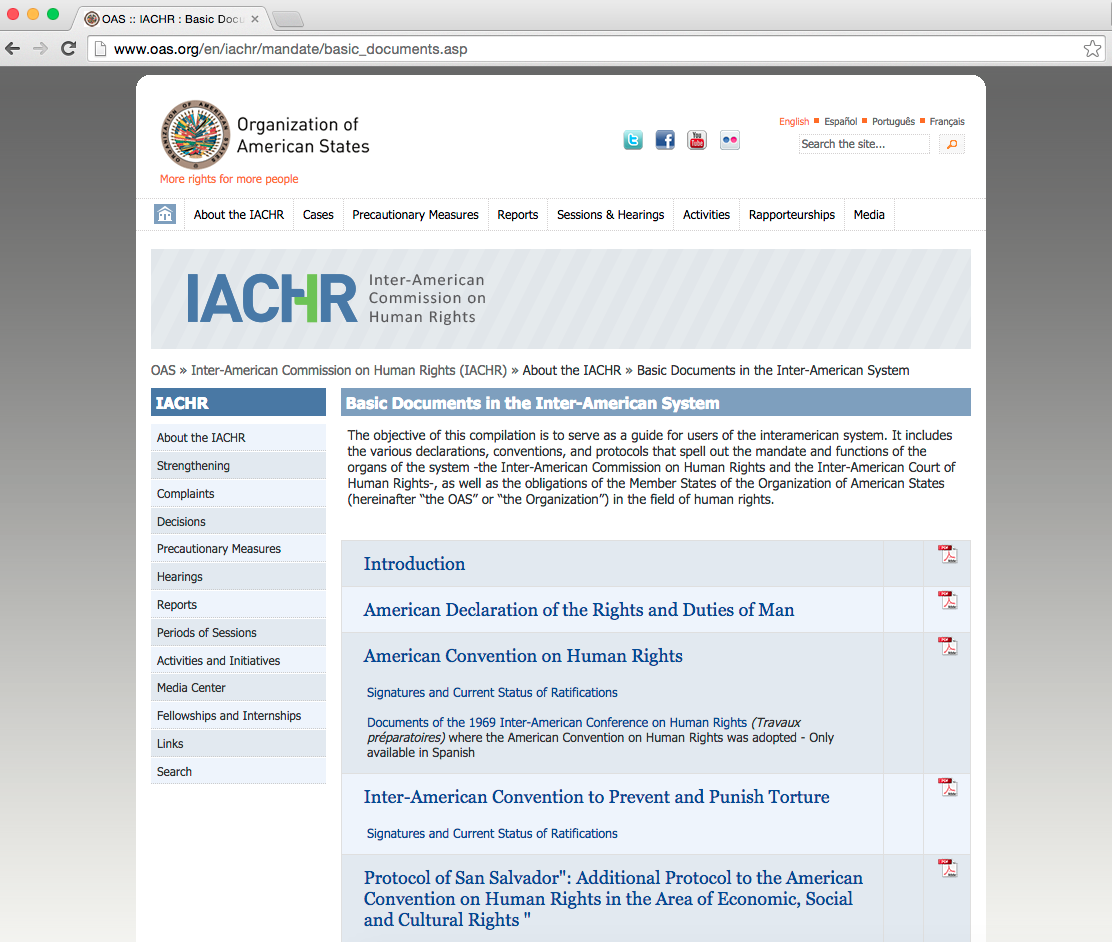 OAS :: IACHR : Basic Docu
www.oas.org/en/iachr/mandate/basic_documents.asp
Organization of
American States
More rights for more people
English Español Português Français
Search the site...
About the IACHR Cases Precautionary Measures Reports Sessions & Hearings Activities Rapporteurships Media
IACHR
Inter-American
Commission on
Human Rights
OAS » Inter-American Commission on Human Rights (IACHR) » About the IACHR » Basic Documents in the Inter-American System
IACHR
About the IACHR
Strengthening
Complaints
Decisions
Precautionary Measures
Hearings
Reports
Periods of Sessions
Activities and Initiatives
Media Center
Fellowships and Internships
Links
Search
Basic Documents in the Inter-American System
The objective of this compilation is to serve as a guide for users of the interamerican system. It includes
the various declarations, conventions, and protocols that spell out the mandate and functions of the
organs of the system -the Inter-American Commission on Human Rights and the Inter-American Court of
Human Rights-, as well as the obligations of the Member States of the Organization of American States
(hereinafter “the OAS” or “the Organization”) in the field of human rights.
Introduction
American Declaration of the Rights and Duties of Man
American Convention on Human Rights
Signatures and Current Status of Ratifications
Documents of the 1969 Inter-American Conference on Human Rights (Travaux
préparatoires) where the American Convention on Human Rights was adopted - Only
available in Spanish
Inter-American Convention to Prevent and Punish Torture
Signatures and Current Status of Ratifications
Protocol of San Salvador": Additional Protocol to the American
Convention on Human Rights in the Area of Economic, Social
and Cultural Rights "